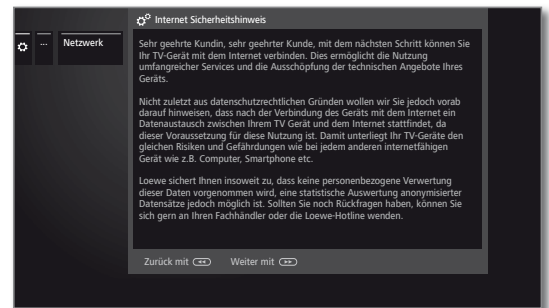 Internet Sicherheitshinweis
... Netzwerk
Sehr geehrte Kundin, sehr geehrter Kunde, mit dem nächsten Schritt können Sie
Ihr TV-Gerät mit dem Internet verbinden. Dies ermöglicht die Nutzung
umfangreicher Services und die Ausschöpfung der technischen Angebote Ihres
Geräts.
Nicht zuletzt aus datenschutzrechtlichen Gründen wollen wir Sie jedoch vorab
darauf hinweisen, dass nach der Verbindung des Geräts mit dem Internet ein
Datenaustausch zwischen Ihrem TV Gerät und dem Internet stattfindet, da
dieser Voraussetzung für diese Nutzung ist. Damit unterliegt Ihr TV-Geräte den
gleichen Risiken und Gefährdungen wie bei jedem anderen internetfähigen
Gerät wie z.B. Computer, Smartphone etc.
Loewe sichert Ihnen insoweit zu, dass keine personenbezogene Verwertung
dieser Daten vorgenommen wird, eine statistische Auswertung anonymisierter
Datensätze jedoch möglich ist. Sollten Sie noch Rückfragen haben, können Sie
sich gern an Ihren Fachhändler oder die Loewe-Hotline wenden.
Zurück mit Weiter mit